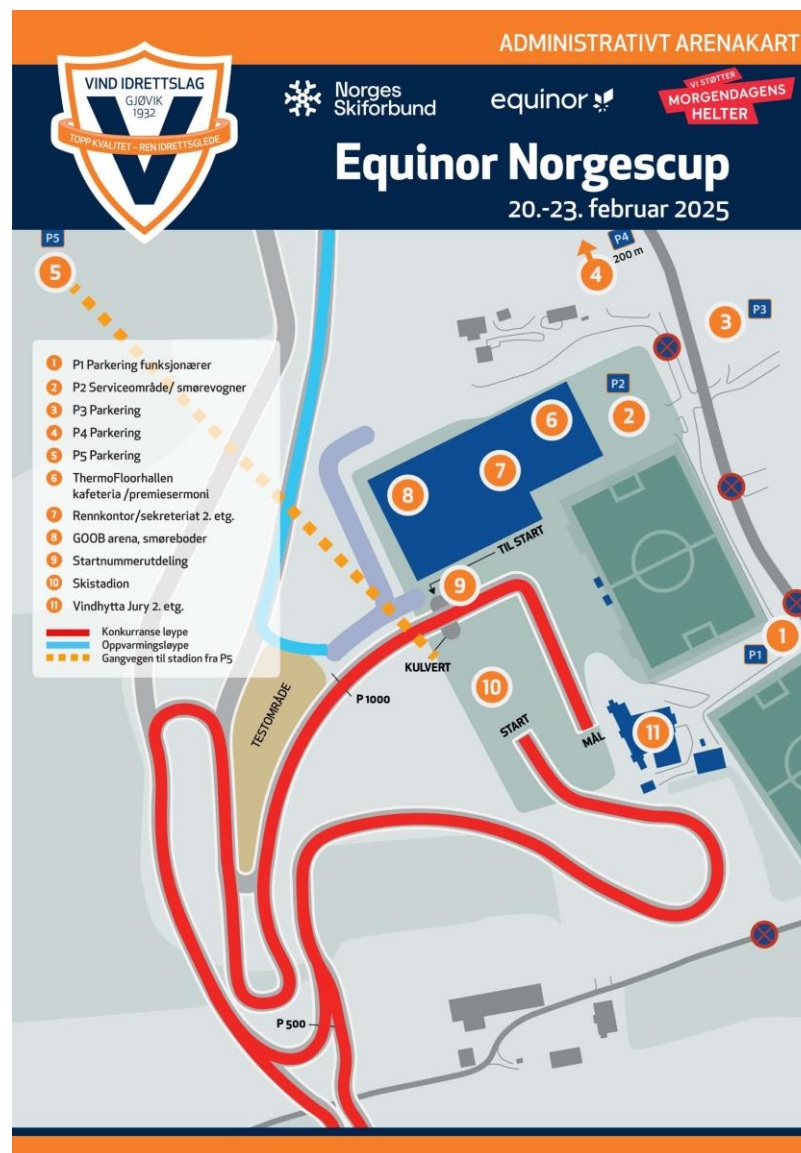 ADMINISTRATIVT ARENAKART
VIND IDRETTSLAG
GJØVIK
1932
TOPP KVALITET – REN IDRETTSGLEDE
V
Norges
Skiforbund
equinor
VI STØTTER
MORGENDAGENS
HELTER
Equinor Norgescup
20.-23. februar 2025
P5
5
P4
200 m
4
3
P3
1 P1 Parkering funksjonærer
2 P2 Serviceområde/ smørevogner
3 P3 Parkering
4 P4 Parkering
5 P5 Parkering
6 ThermoFloorhallen
kafeteria /premiesermoni
7 Rennkontor/sekreteriat 2. etg.
8 GOOB arena, smøreboder
9 Startnummerutdeling
10 Skistadion
11 Vindhytta Jury 2. etg.
Konkurranse løype
Oppvarmingsløype
Gangvegen til stadion fra P5
P2
2
6
7
8
TIL START
9
1
P1
KULVERT
10
P 1000
TESTOMRÅDE
START
MÅL
11
P 500